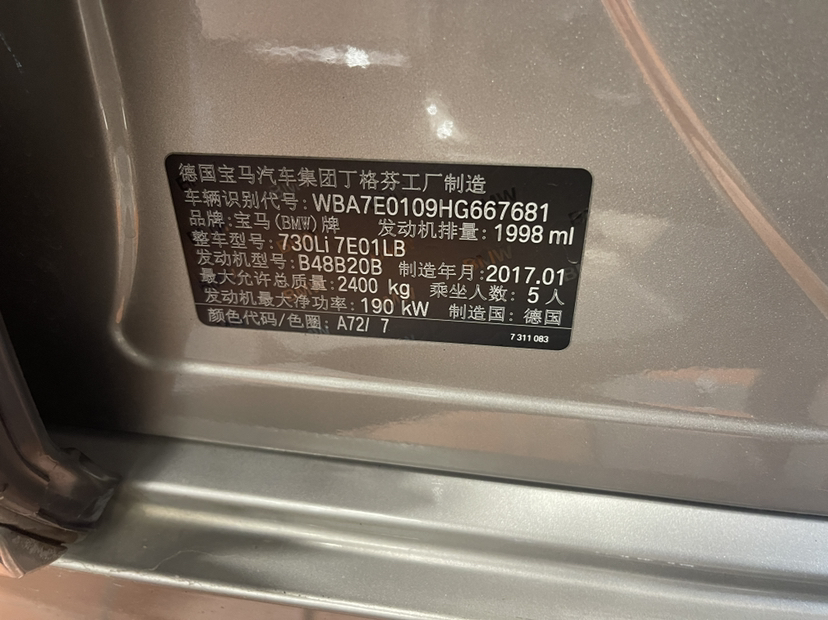 德国宝马汽车集团丁格芬工厂制造
车辆识别代号: WBA7E0109HG667681
品牌: 宝马(BMW)牌 发动机排量: 1998 ml
整车型号: 730Li 7E01LB
发动机型号: B48B20B 制造年月: 2017.01
最大允许总质量: 2400 kg 乘坐人数: 5 人
发动机最大净功率: 190 kW 制造国: 德国
颜色代码/色圈: A72/ 7
7 311 083